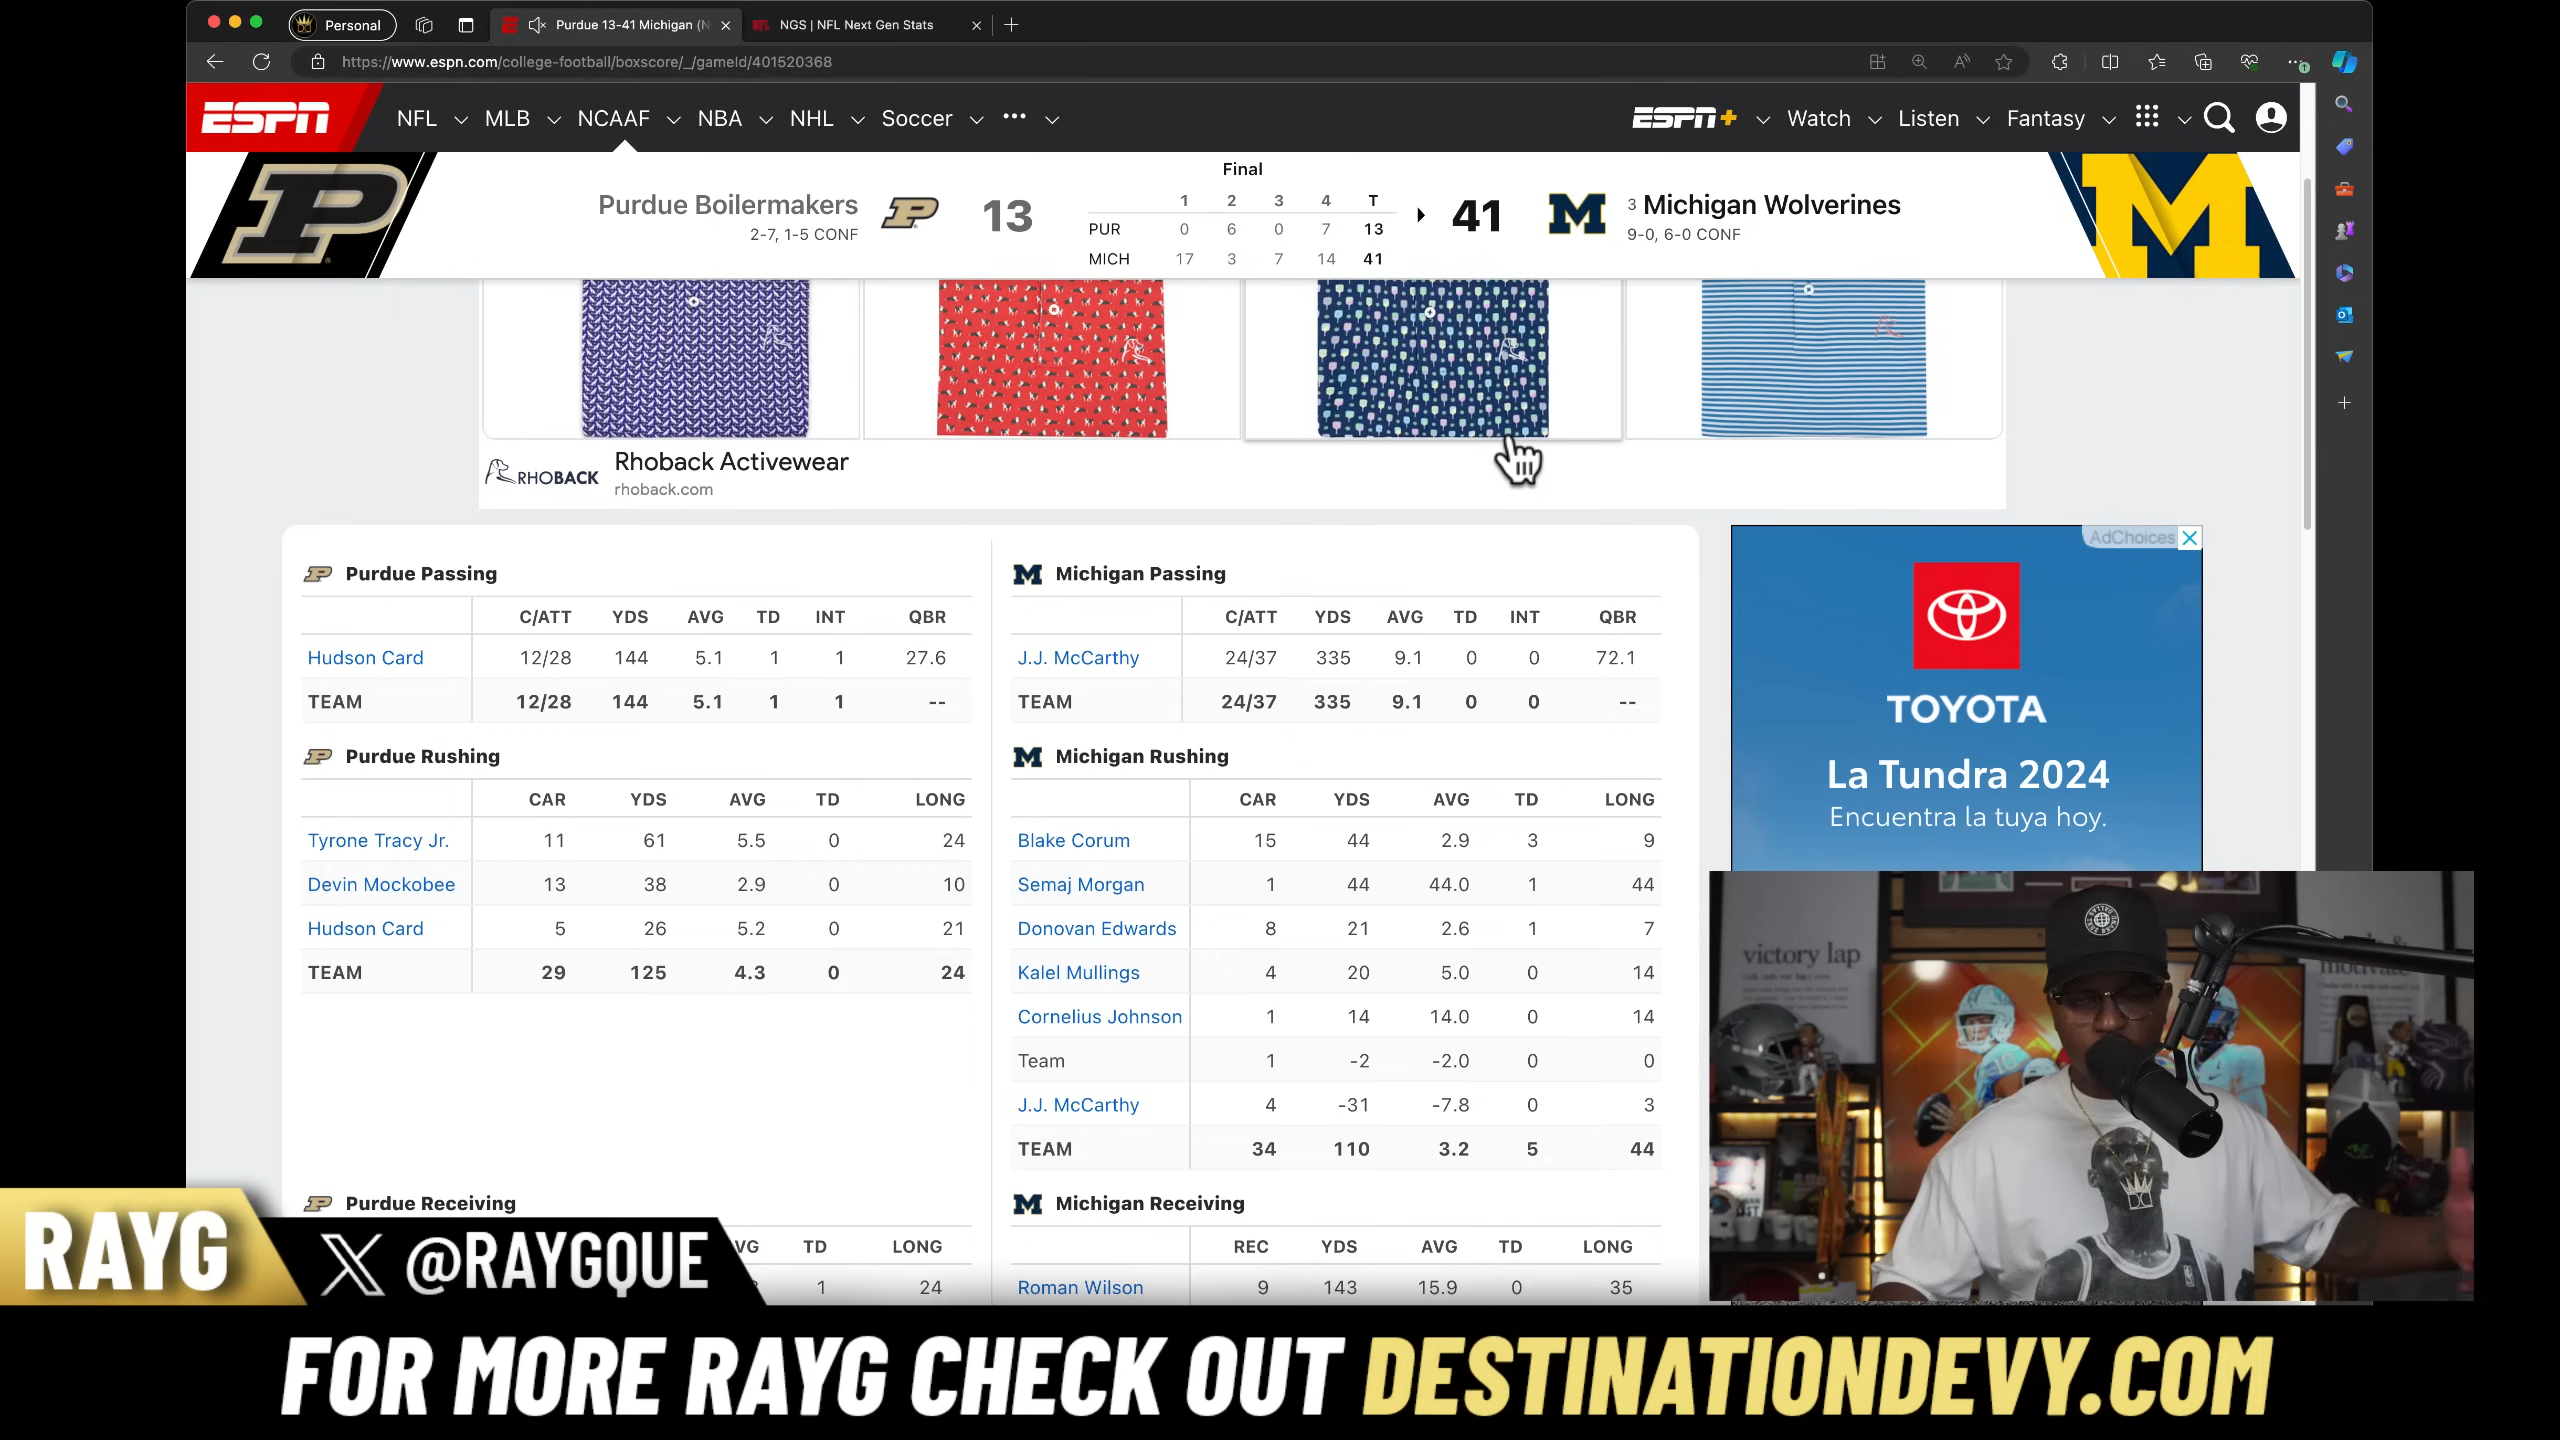 Personal
Purdue 13-41 Michigan (N
NGS | NFL Next Gen Stats
https://www.espn.com/college-football/boxscore/_/gameId/401520368
ESPN
NFL
MLB
NCAAF
NBA
NHL
Soccer
ESPN+
Watch
Listen
Fantasy
Purdue Boilermakers
2-7, 1-5 CONF
13
Final
1 2 3 4 T
PUR 0 6 0 7 13
MICH 17 3 7 14 41
41
3 Michigan Wolverines
9-0, 6-0 CONF
RHOBACK
Rhoback Activewear
rhoback.com
Purdue Passing
C/ATT YDS AVG TD INT QBR
Hudson Card 12/28 144 5.1 1 1 27.6
TEAM 12/28 144 5.1 1 1 --
Michigan Passing
C/ATT YDS AVG TD INT QBR
J.J. McCarthy 24/37 335 9.1 0 0 72.1
TEAM 24/37 335 9.1 0 0 --
Purdue Rushing
CAR YDS AVG TD LONG
Tyrone Tracy Jr. 11 61 5.5 0 24
Devin Mockobee 13 38 2.9 0 10
Hudson Card 5 26 5.2 0 21
TEAM 29 125 4.3 0 24
Michigan Rushing
CAR YDS AVG TD LONG
Blake Corum 15 44 2.9 3 9
Semaj Morgan 1 44 44.0 1 44
Donovan Edwards 8 21 2.6 1 7
Kalel Mullings 4 20 5.0 0 14
Cornelius Johnson 1 14 14.0 0 14
Team 1 -2 -2.0 0 0
J.J. McCarthy 4 -31 -7.8 0 3
TEAM 34 110 3.2 5 44
Purdue Receiving
TD LONG
1 24
Michigan Receiving
REC YDS AVG TD LONG
Roman Wilson 9 143 15.9 0 35
AdChoices
TOYOTA
La Tundra 2024
Encuentra la tuya hoy.
victory lap
RAYG
X @RAYGQUE
FOR MORE RAYG CHECK OUT DESTINATIONDEVY.COM